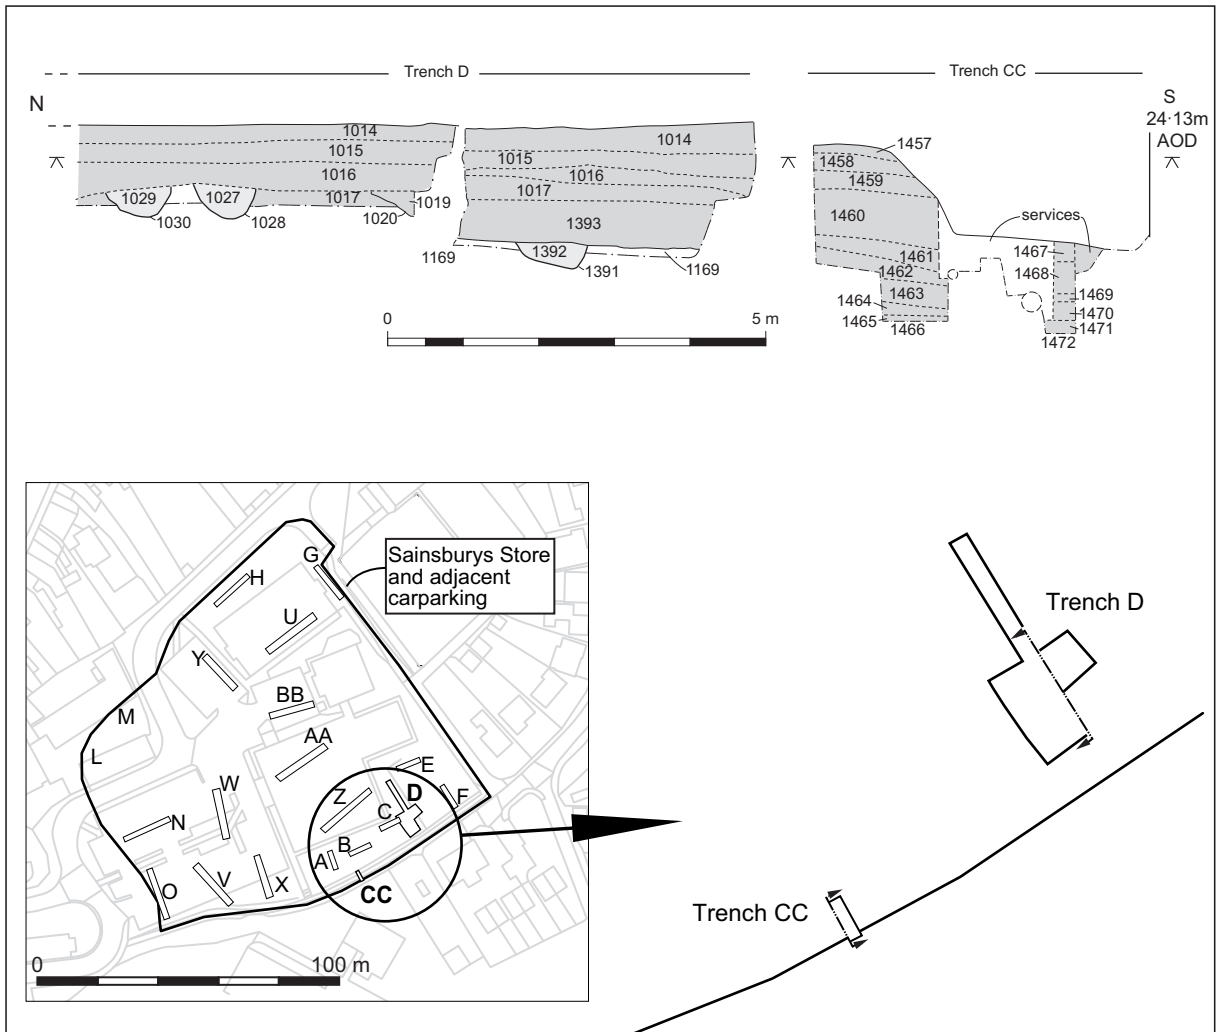 Trench D
Trench CC
N
S
24·13m
AOD
1014
1015
1016
1029
1027
1017
1019
1020
1030
1028
1014
1015
1016
1017
1393
1169
1392
1391
1169
1457
1458
1459
1460
1461
1462
1463
1464
1465
1466
services
1467
1468
1469
1470
1471
1472
0
5 m
Sainsburys Store
and adjacent
carparking
G
H
U
Y
BB
M
AA
L
E
W
D
F
Z
C
N
B
A
O
V
X
CC
0
100 m
Trench D
Trench CC